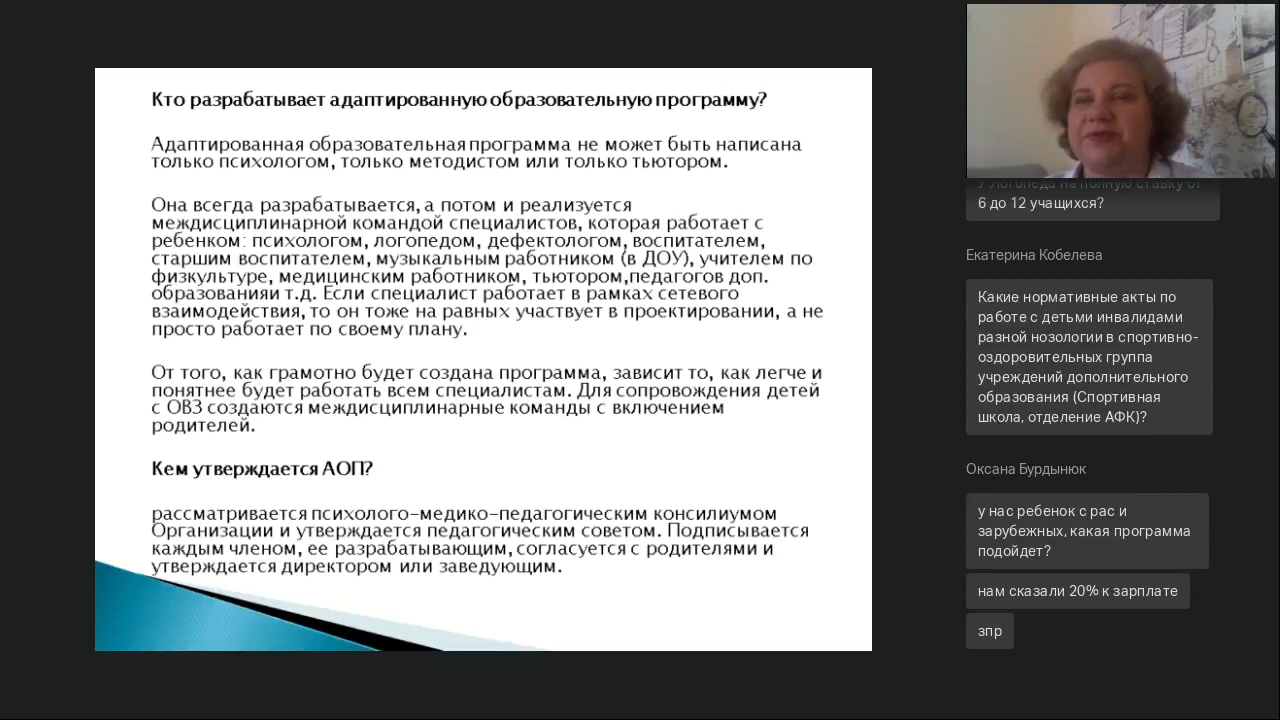 Кто разрабатывает адаптированную образовательную программу?
Адаптированная образовательная программа не может быть написана
только психологом, только методистом или только тьютором.
Она всегда разрабатывается, а потом и реализуется
междисциплинарной командой специалистов, которая работает с
ребенком: психологом, логопедом, дефектологом, воспитателем,
старшим воспитателем, музыкальным работником (в ДОУ), учителем по
физкультуре, медицинским работником, тьютором,педагогов доп.
образованияи т.д. Если специалист работает в рамках сетевого
взаимодействия, то он тоже на равных участвует в проектировании, а не
просто работает по своему плану.
От того, как грамотно будет создана программа, зависит то, как легче и
понятнее будет работать всем специалистам. Для сопровождения детей
с ОВЗ создаются междисциплинарные команды с включением
родителей.
Кем утверждается АОП?
рассматривается психолого-медико-педагогическим консилиумом
Организации и утверждается педагогическим советом. Подписывается
каждым членом, ее разрабатывающим, согласуется с родителями и
утверждается директором или заведующим.
у Логопеда на полную ставку от
6 до 12 учащихся?
Екатерина Кобелева
Какие нормативные акты по
работе с детьми инвалидами
разной нозологии в спортивно-
оздоровительных группа
учреждений дополнительного
образования (Спортивная
школа, отделение АФК)?
Оксана Бурдынюк
у нас ребенок с рас и
зарубежных, какая программа
подойдет?
нам сказали 20% к зарплате
зпр